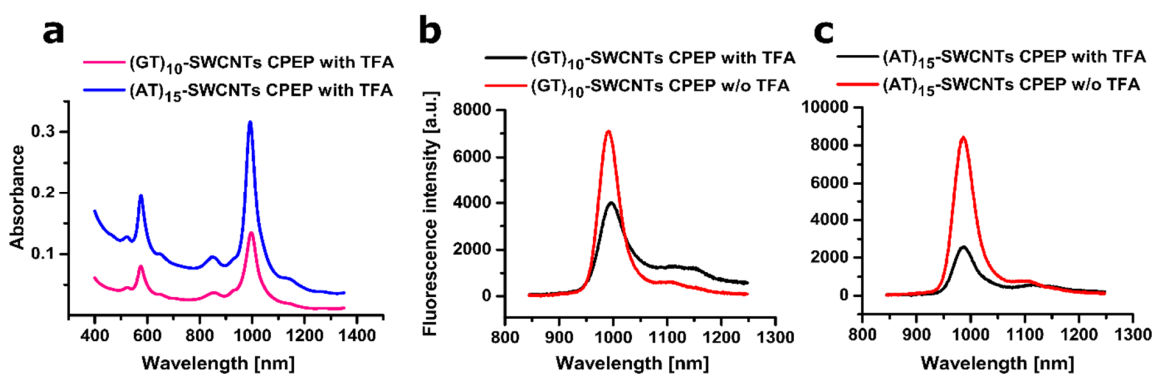 a
(GT)10-SWCNTs CPEP with TFA
(AT)15-SWCNTs CPEP with TFA
Absorbance
0.3
0.2
0.1
400 600 800 1000 1200 1400
Wavelength [nm]
b
(GT)10-SWCNTs CPEP with TFA
(GT)10-SWCNTs CPEP w/o TFA
Fluorescence intensity [a.u.]
8000
6000
4000
2000
0
800 900 1000 1100 1200 1300
Wavelength [nm]
c
(AT)15-SWCNTs CPEP with TFA
(AT)15-SWCNTs CPEP w/o TFA
10000
8000
6000
4000
2000
0
800 900 1000 1100 1200 1300
Wavelength [nm]